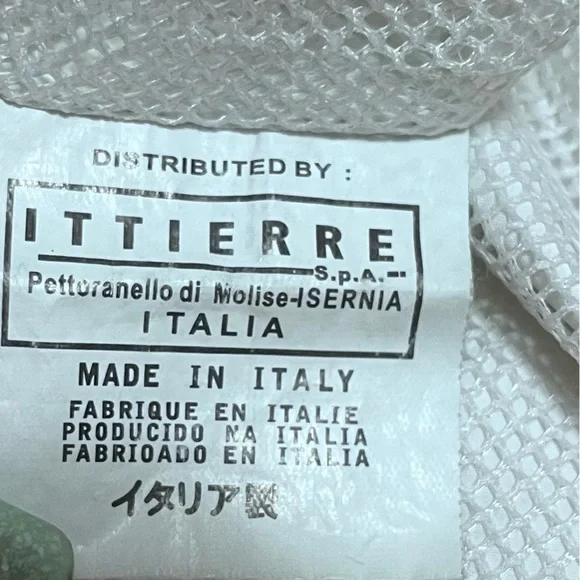 DISTRIBUTED BY :
ITTIERRE
S.p.A.
Pettoranello di Molise-ISERNIA
ITALIA
MADE IN ITALY
FABRIQUE EN ITALIE
PRODUCIDO NA ITALIA
FABRIOADO EN ITALIA
イタリア製